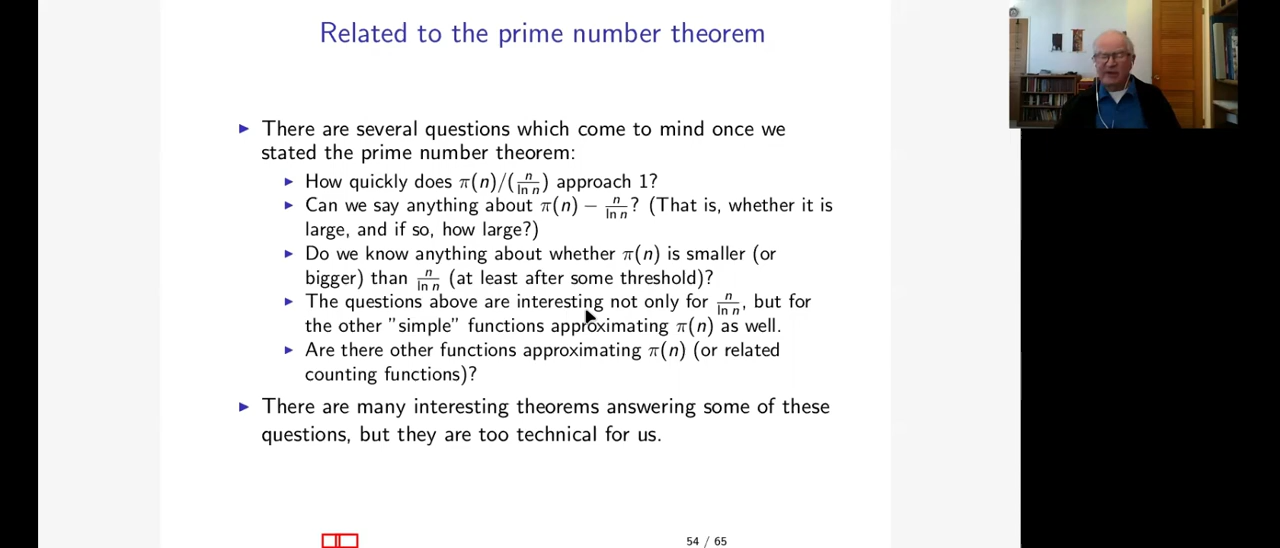 Related to the prime number theorem
▶ There are several questions which come to mind once we
stated the prime number theorem:
▶ How quickly does π(n)/(n/ln n) approach 1?
▶ Can we say anything about π(n) − n/ln n? (That is, whether it is
large, and if so, how large?)
▶ Do we know anything about whether π(n) is smaller (or
bigger) than n/ln n (at least after some threshold)?
▶ The questions above are interesting not only for n/ln n, but for
the other "simple" functions approximating π(n) as well.
▶ Are there other functions approximating π(n) (or related
counting functions)?
▶ There are many interesting theorems answering some of these
questions, but they are too technical for us.
54 / 65